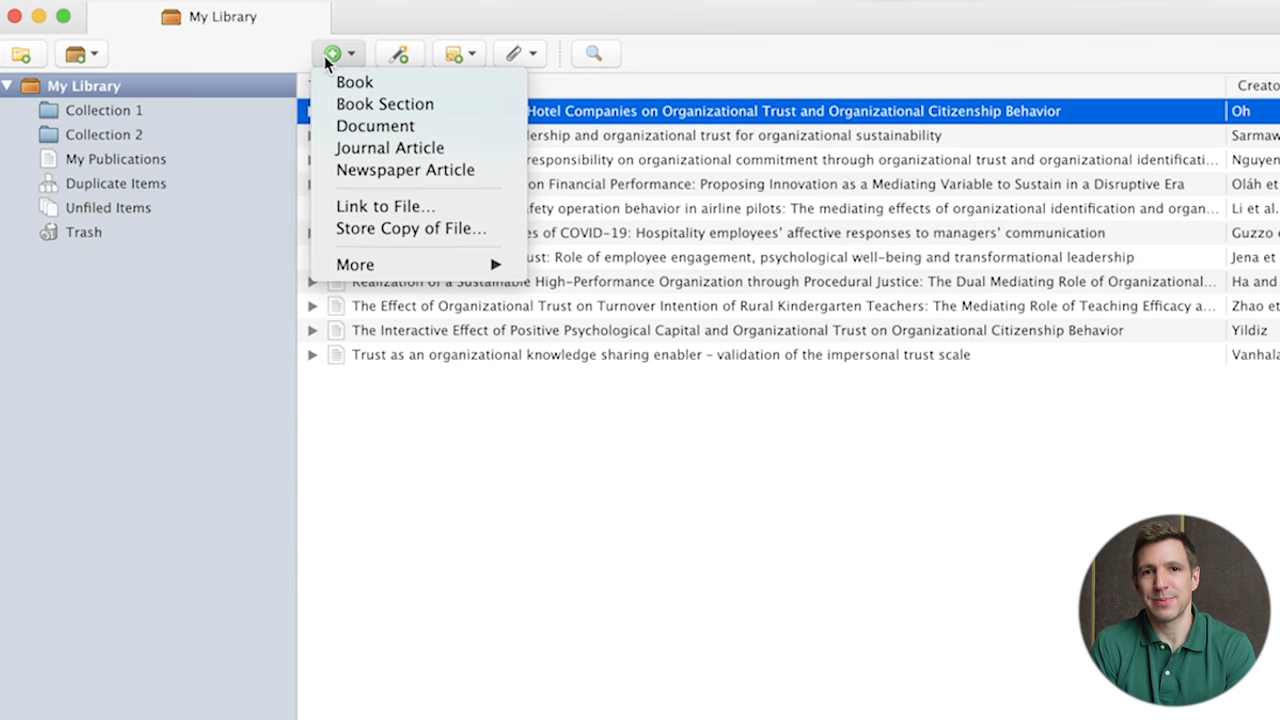 My Library
My Library
Collection 1
Collection 2
My Publications
Duplicate Items
Unfiled Items
Trash
Book
Book Section
Document
Journal Article
Newspaper Article
Link to File...
Store Copy of File...
More
Creato
Hotel Companies on Organizational Trust and Organizational Citizenship Behavior Oh
dership and organizational trust for organizational sustainability Sarmaw
responsibility on organizational commitment through organizational trust and organizational identificati... Nguyen
on Financial Performance: Proposing Innovation as a Mediating Variable to Sustain in a Disruptive Era Oláh et
afety operation behavior in airline pilots: The mediating effects of organizational identification and organ... Li et al.
es of COVID-19: Hospitality employees' affective responses to managers' communication Guzzo
ust: Role of employee engagement, psychological well-being and transformational leadership Jena et
Realization of a Sustainable High-Performance Organization through Procedural Justice: The Dual Mediating Role of Organizational... Ha and
The Effect of Organizational Trust on Turnover Intention of Rural Kindergarten Teachers: The Mediating Role of Teaching Efficacy a... Zhao et
The Interactive Effect of Positive Psychological Capital and Organizational Trust on Organizational Citizenship Behavior Yildiz
Trust as an organizational knowledge sharing enabler – validation of the impersonal trust scale Vanhala